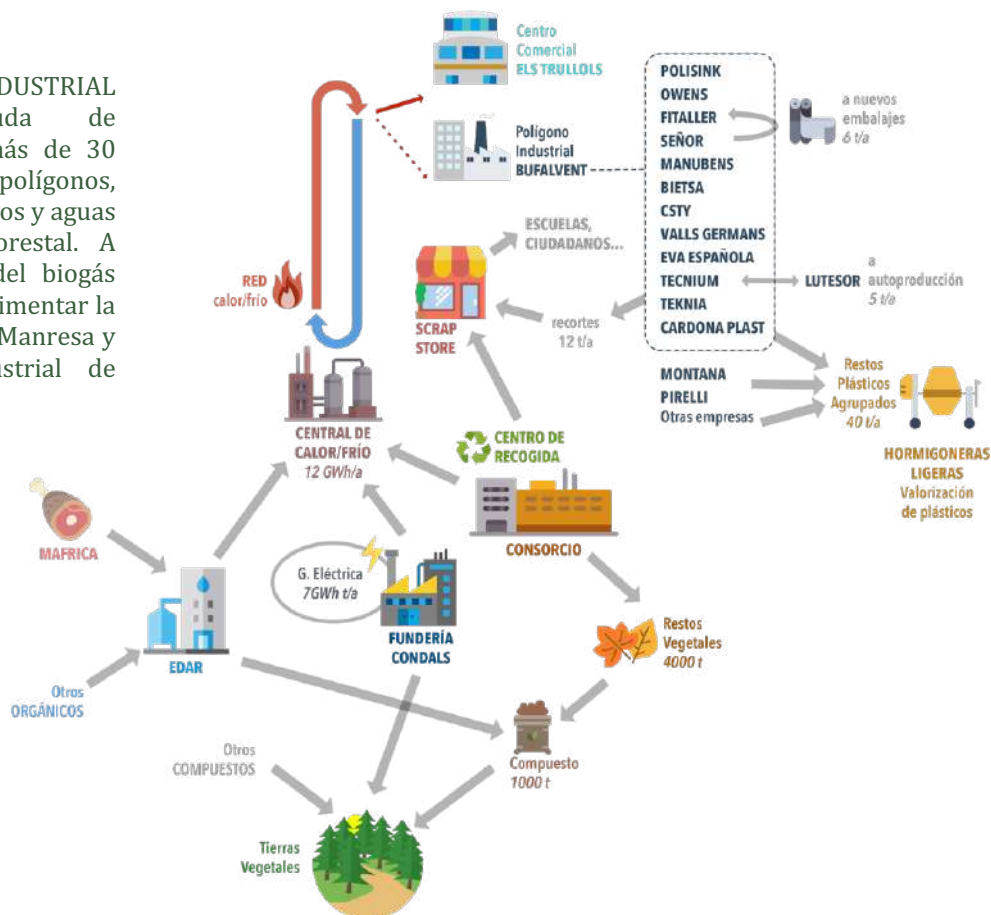 DUSTRIAL
uda de
más de 30
polígonos,
os y aguas
orestal. A
del biogás
imentar la
Manresa y
ustrial de
Centro
Comercial
ELS TRULLOLS
Polígono
Industrial
BUFALVENT
POLISINK
OWENS
FITALLER
SEÑOR
MANUBENS
BIETSA
CSTY
VALLS GERMANS
EVA ESPAÑOLA
TECNIUM
TEKNIA
CARDONA PLAST
a nuevos
embalajes
6 t/a
LUTESOR
a
autoproducción
5 t/a
ESCUELAS,
CIUDADANOS...
RED
calor/frío
SCRAP
STORE
recortes
12 t/a
MONTANA
PIRELLI
Otras empresas
Restos
Plásticos
Agrupados
40 t/a
HORMIGONERAS
LIGERAS
Valorización
de plásticos
CENTRAL DE
CALOR/FRÍO
12 GWh/a
CENTRO DE
RECOGIDA
CONSORCIO
MAFRICA
G. Eléctrica
7GWh t/a
FUNDERÍA
CONDALS
EDAR
Otros
ORGÁNICOS
Restos
Vegetales
4000 t
Otros
COMPUESTOS
Compuesto
1000 t
Tierras
Vegetales